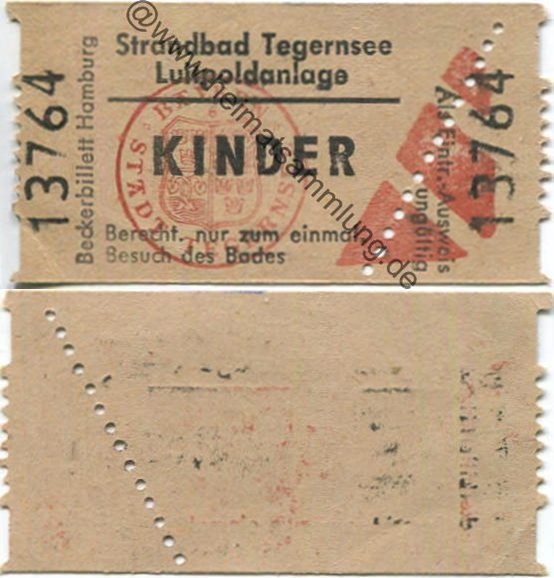 Strandbad Tegernsee
Luitpoldanlage
KINDER
Berecht. nur zum einmal.
Besuch des Bades
13764
Beckerbillett Hamburg
Als Eintr.-Ausweis
ungültig
13764
@www.heimatsammlung.de